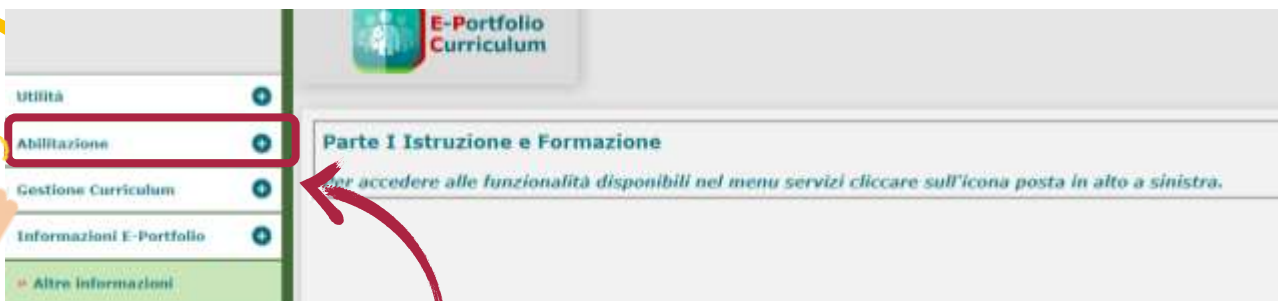 E-Portfolio
Curriculum
Utilità
Abilitazione
Gestione Curriculum
Informazioni E-Portfolio
» Altre informazioni
Parte I Istruzione e Formazione
Per accedere alle funzionalità disponibili nel menu servizi cliccare sull'icona posta in alto a sinistra.